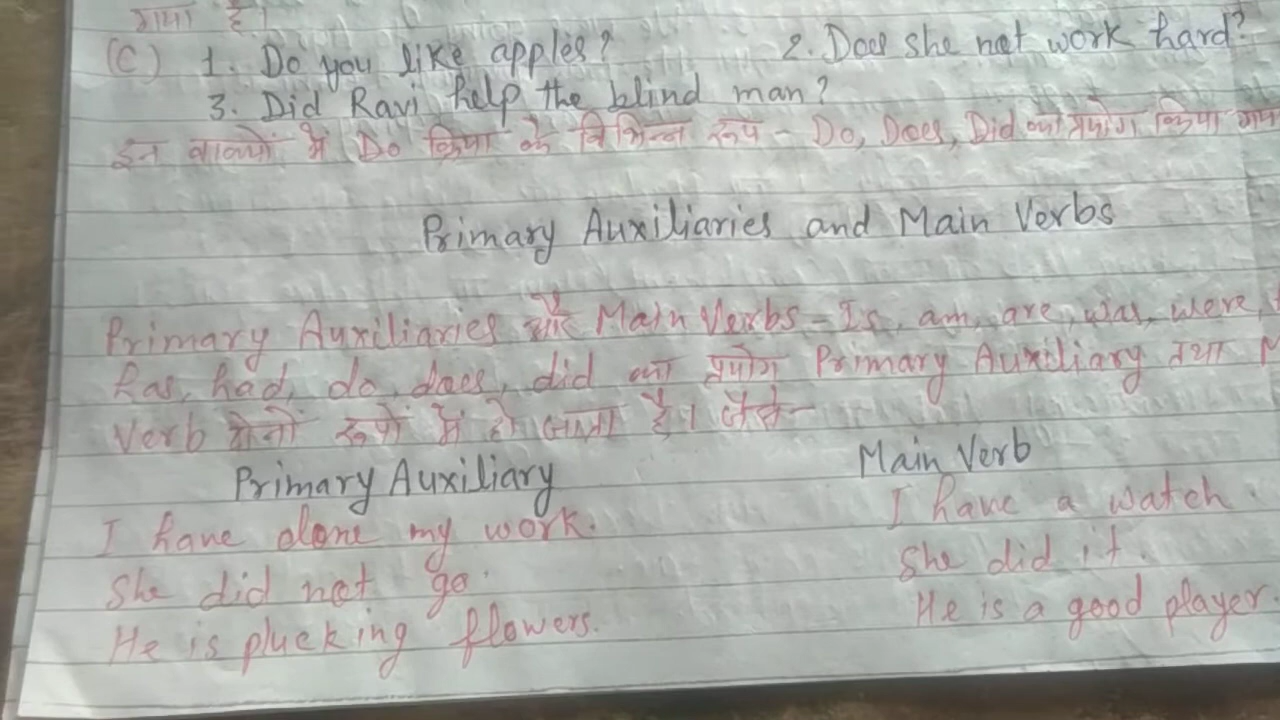 गया है।
(C) 1. Do you like apples? 2. Does she not work hard?
3. Did Ravi help the blind man?
इन वाक्यों में Do क्रिया के विभिन्न रूप - Do, Does, Did का प्रयोग किया गया
Primary Auxiliaries and Main Verbs
Primary Auxiliaries और Main Verbs - Is, am, are, was, were,
has, had, do, does, did का प्रयोग Primary Auxiliary तथा M
Verb दोनों रूपों में हो जाता है। जैसे-
Primary Auxiliary Main Verb
I have done my work. I have a watch.
She did not go. She did it.
He is plucking flowers. He is a good player.